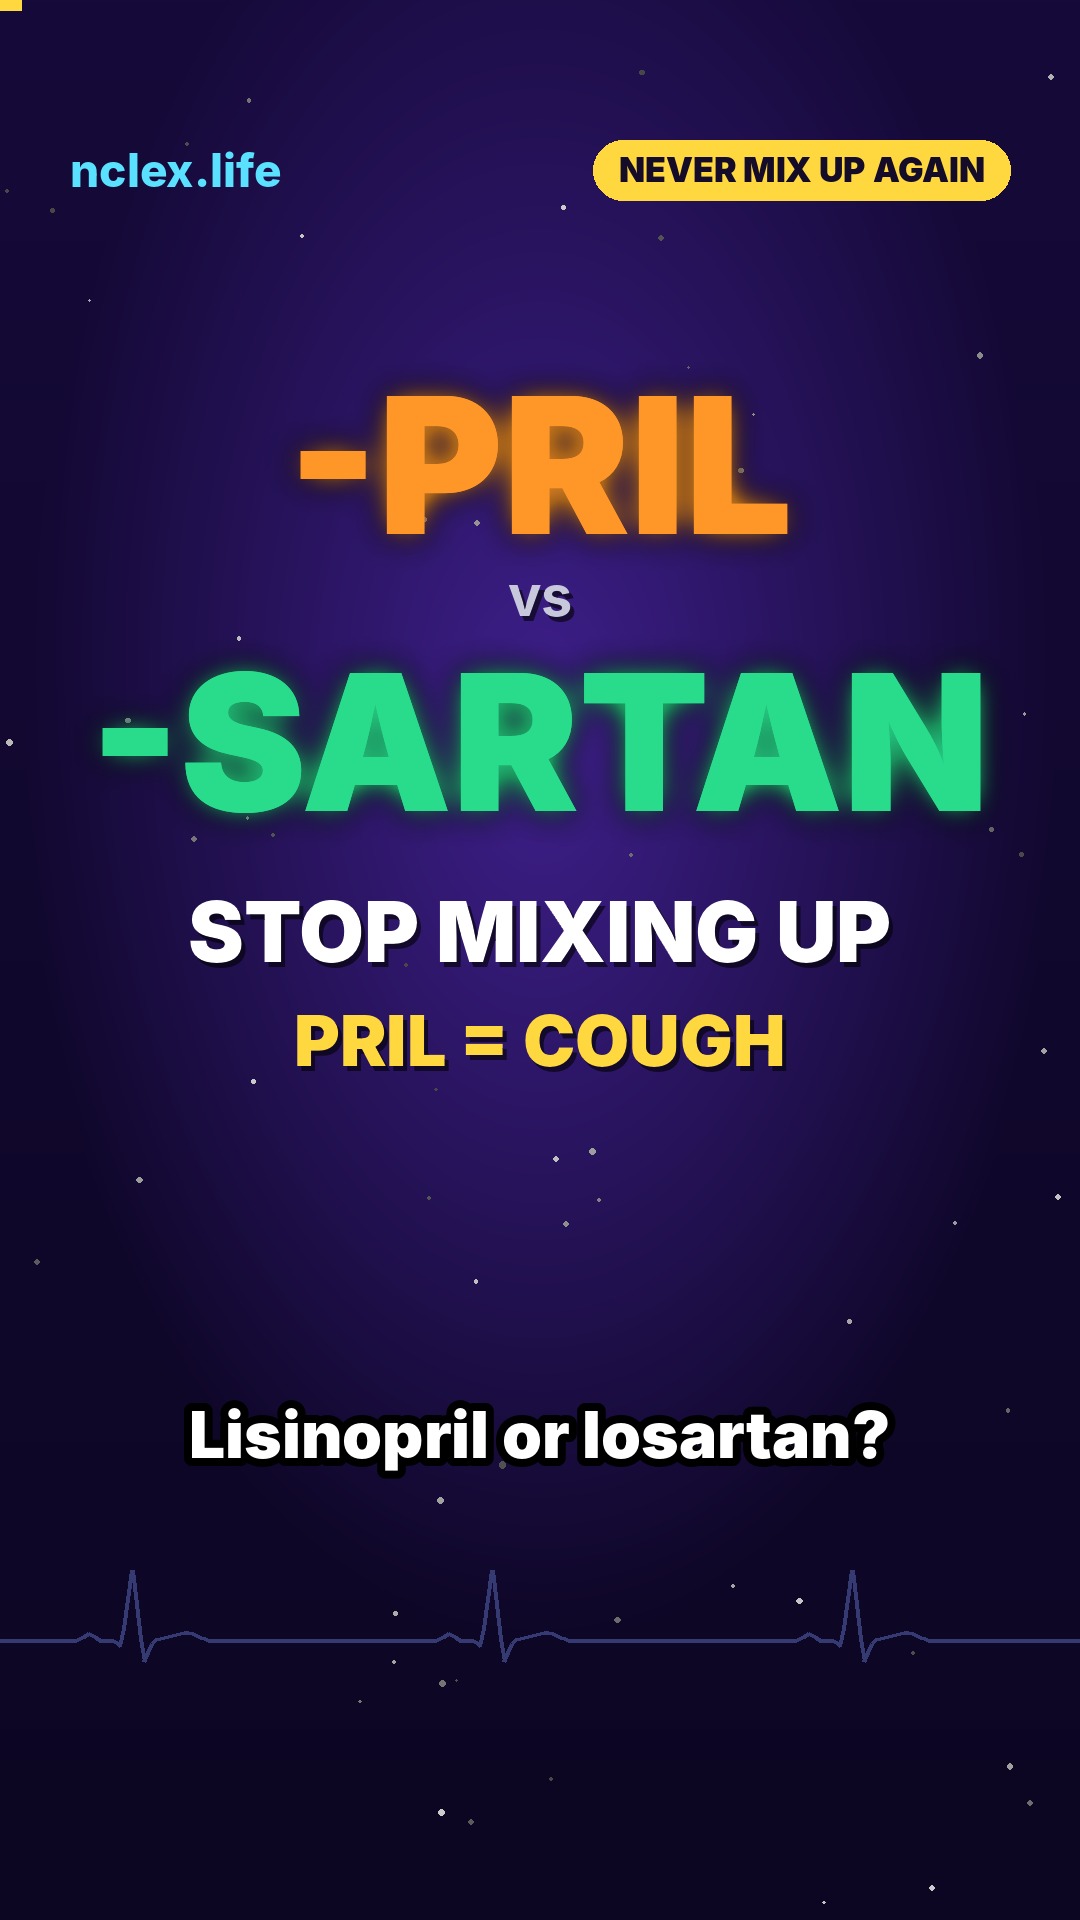 nclex.life
NEVER MIX UP AGAIN
-PRIL
VS
-SARTAN
STOP MIXING UP
PRIL = COUGH
Lisinopril or losartan?